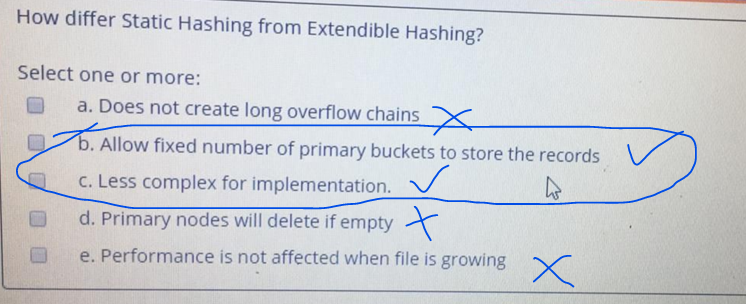 How differ Static Hashing from Extendible Hashing?
Select one or more:
a. Does not create long overflow chains
b. Allow fixed number of primary buckets to store the records
c. Less complex for implementation.
d. Primary nodes will delete if empty
e. Performance is not affected when file is growing